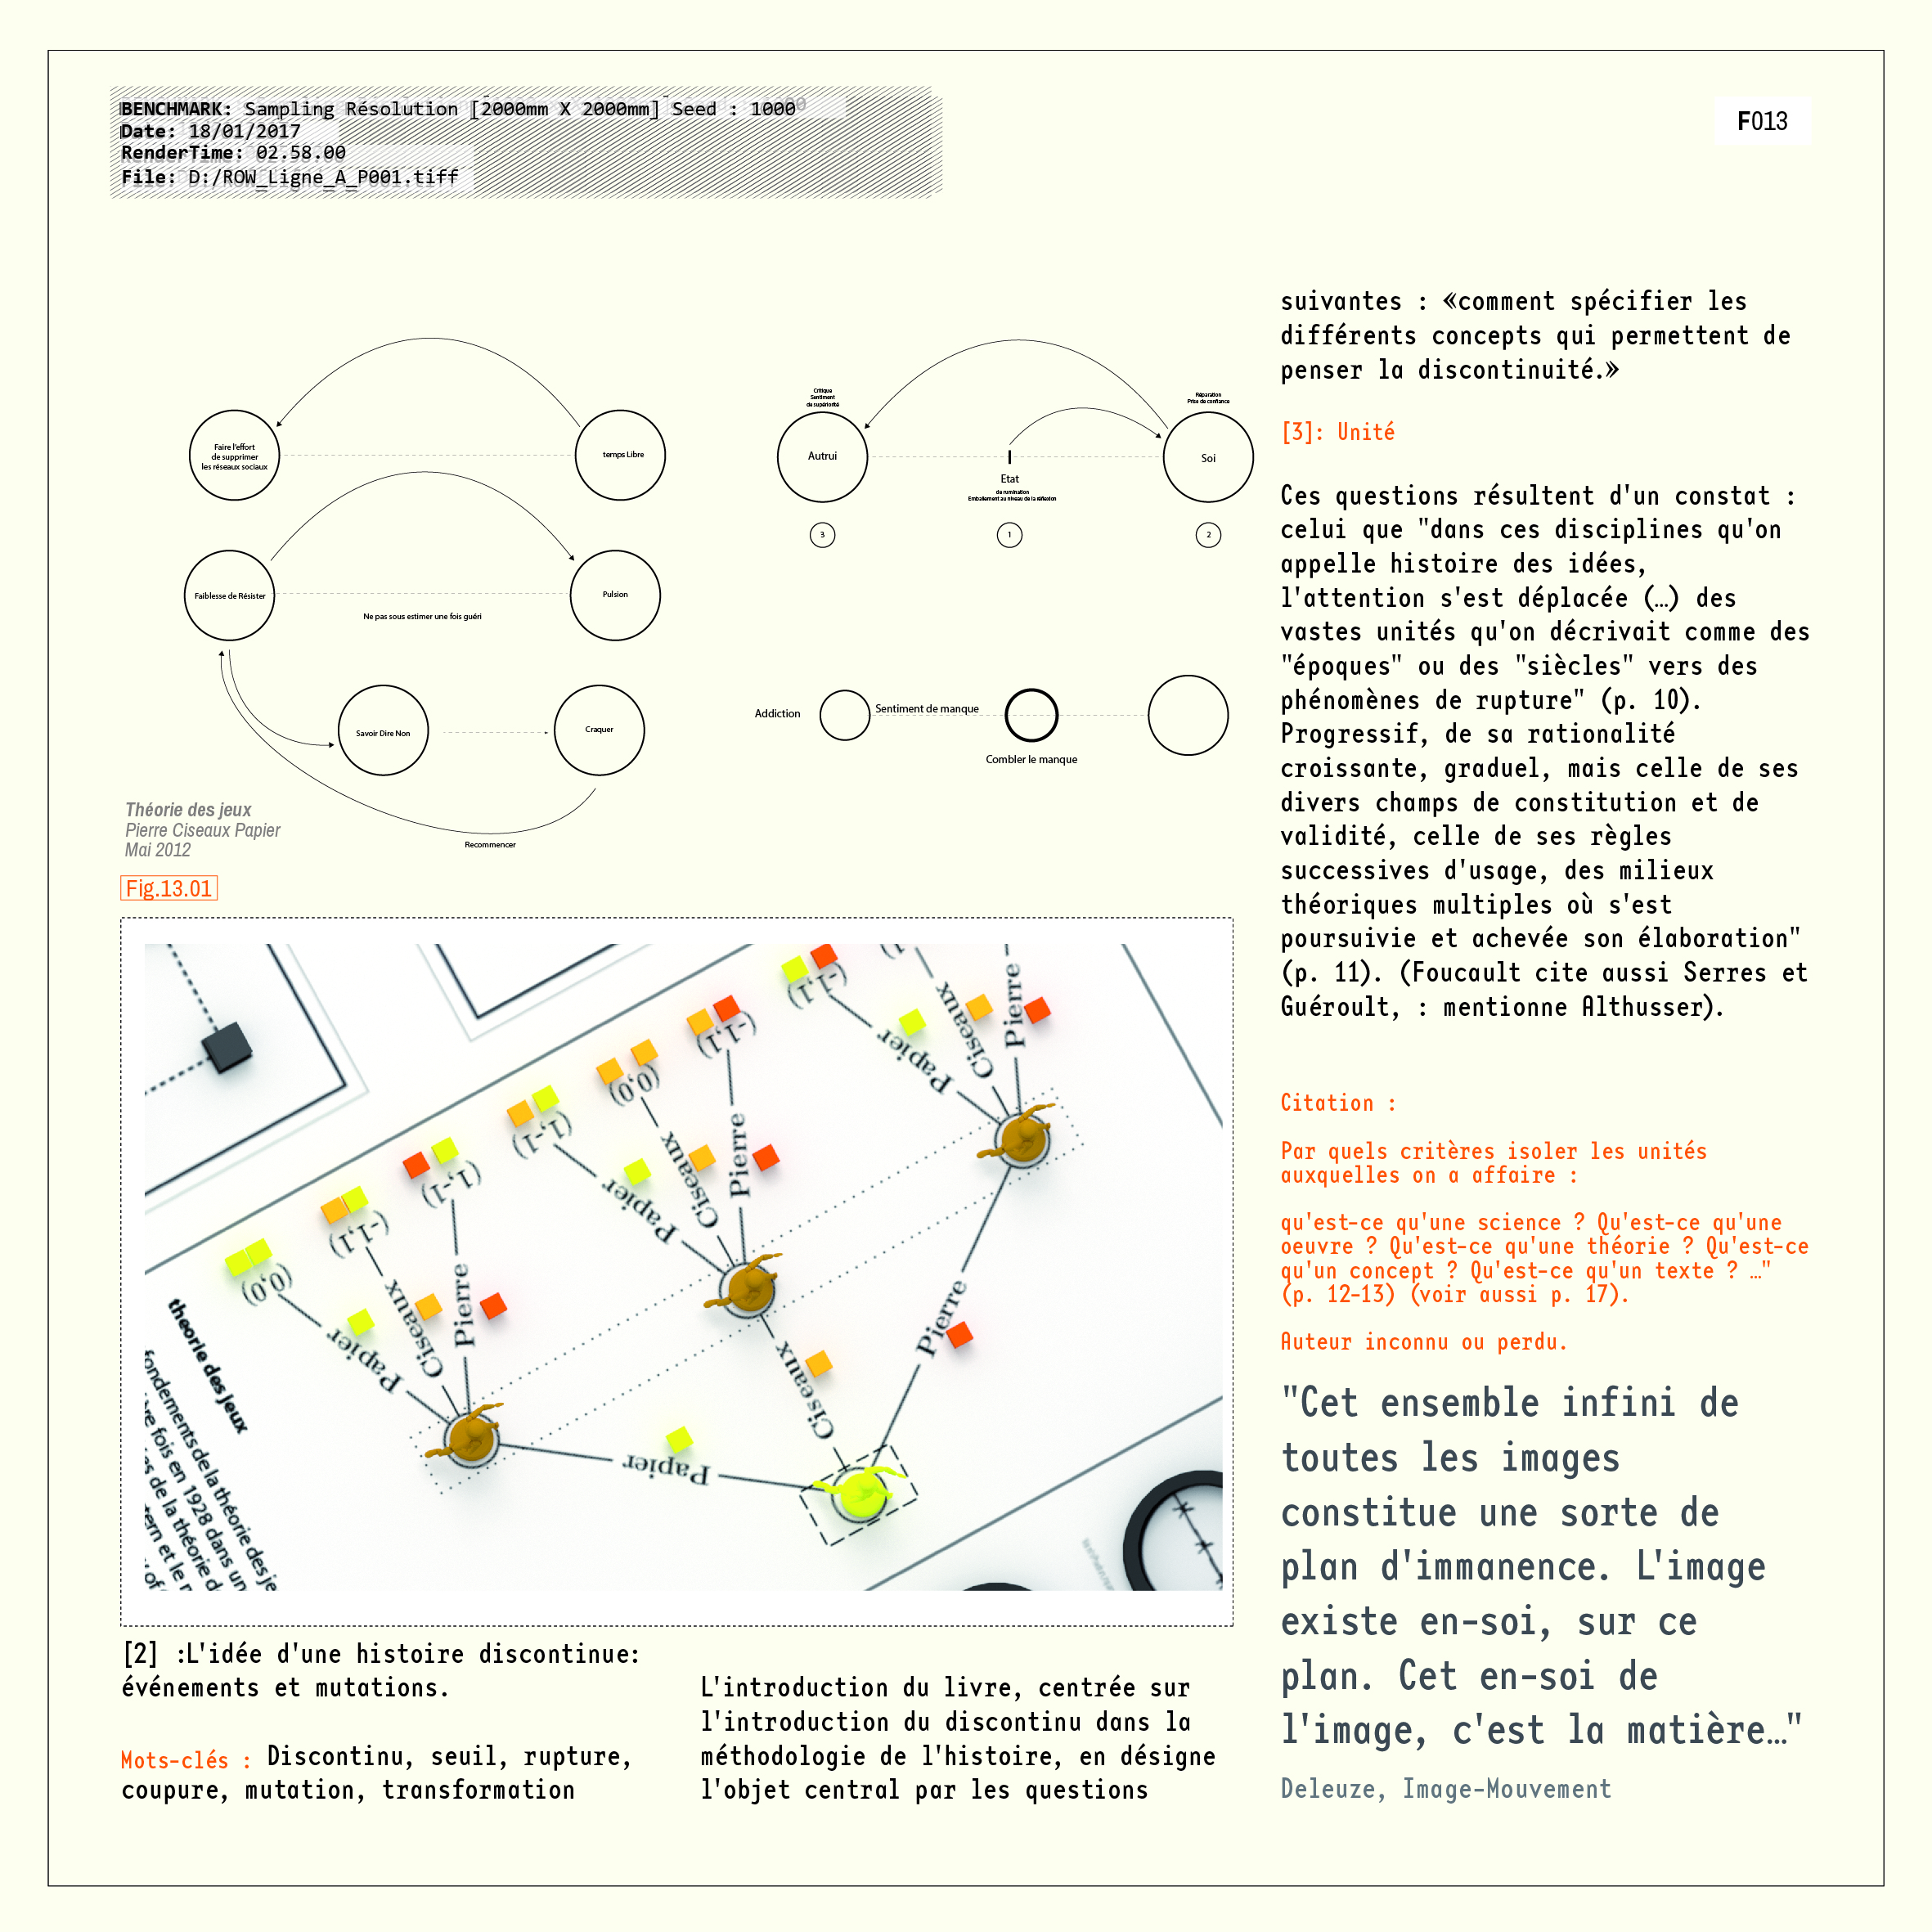 BENCHMARK: Sampling Résolution [2000mm X 2000mm] Seed : 1000
Date: 18/01/2017
RenderTime: 02.58.00
File: D:/ROW_Ligne_A_P001.tiff
F013
Faire l'effort
de supprimer
les réseaux sociaux
temps Libre
Faiblesse de Résister
Pulsion
Ne pas sous estimer une fois guéri
Savoir Dire Non
Craquer
Recommencer
Critique
Sentiment
de supériorité
Autrui
3
Etat
de rumination
Emballement au niveau de la réflexion
1
Réparation
Prise de confiance
Soi
2
Addiction
Sentiment de manque
Combler le manque
Théorie des jeux
Pierre Ciseaux Papier
Mai 2012
Fig.13.01
(-1,1)
Papier
Ciseaux
Pierre
(1,-1)
(0,0)
(-1,1)
Papier
Ciseaux
Pierre
(0,0)
(-1,1)
(1,-1)
Papier
Ciseaux
Pierre
Papier
Ciseaux
Pierre
theorie des jeux
fondements de la théorie des je
re fois en 1928 dans un
es de la théorie d
ern et le
of
[2] :L'idée d'une histoire discontinue:
événements et mutations.
Mots-clés : Discontinu, seuil, rupture,
coupure, mutation, transformation
L'introduction du livre, centrée sur
l'introduction du discontinu dans la
méthodologie de l'histoire, en désigne
l'objet central par les questions
suivantes : «comment spécifier les
différents concepts qui permettent de
penser la discontinuité.»
[3]: Unité
Ces questions résultent d'un constat :
celui que "dans ces disciplines qu'on
appelle histoire des idées,
l'attention s'est déplacée (…) des
vastes unités qu'on décrivait comme des
"époques" ou des "siècles" vers des
phénomènes de rupture" (p. 10).
Progressif, de sa rationalité
croissante, graduel, mais celle de ses
divers champs de constitution et de
validité, celle de ses règles
successives d'usage, des milieux
théoriques multiples où s'est
poursuivie et achevée son élaboration"
(p. 11). (Foucault cite aussi Serres et
Guéroult, : mentionne Althusser).
Citation :
Par quels critères isoler les unités
auxquelles on a affaire :
qu'est-ce qu'une science ? Qu'est-ce qu'une
oeuvre ? Qu'est-ce qu'une théorie ? Qu'est-ce
qu'un concept ? Qu'est-ce qu'un texte ? …"
(p. 12-13) (voir aussi p. 17).
Auteur inconnu ou perdu.
"Cet ensemble infini de
toutes les images
constitue une sorte de
plan d'immanence. L'image
existe en-soi, sur ce
plan. Cet en-soi de
l'image, c'est la matière…"
Deleuze, Image-Mouvement